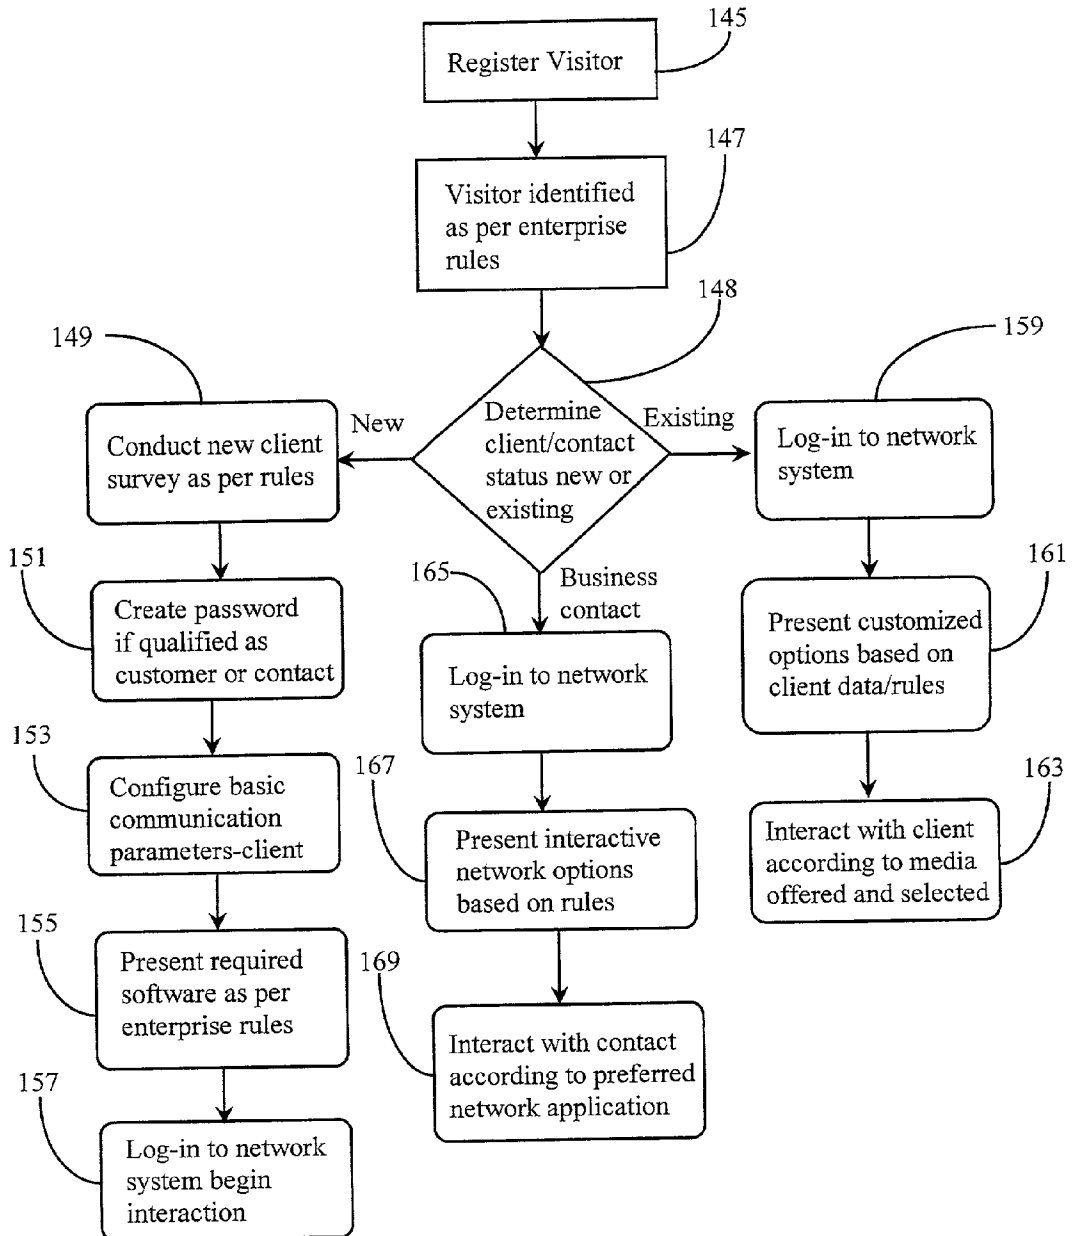 145
Register Visitor
147
Visitor identified
as per enterprise
rules
148
159
149
New
Determine
client/contact
status new or
existing
Existing
Conduct new client
survey as per rules
Log-in to network
system
151
165
Business
contact
161
Create password
if qualified as
customer or contact
Log-in to network
system
Present customized
options based on
client data/rules
153
167
163
Configure basic
communication
parameters-client
Present interactive
network options
based on rules
Interact with client
according to media
offered and selected
155
169
Present required
software as per
enterprise rules
Interact with contact
according to preferred
network application
157
Log-in to network
system begin
interaction